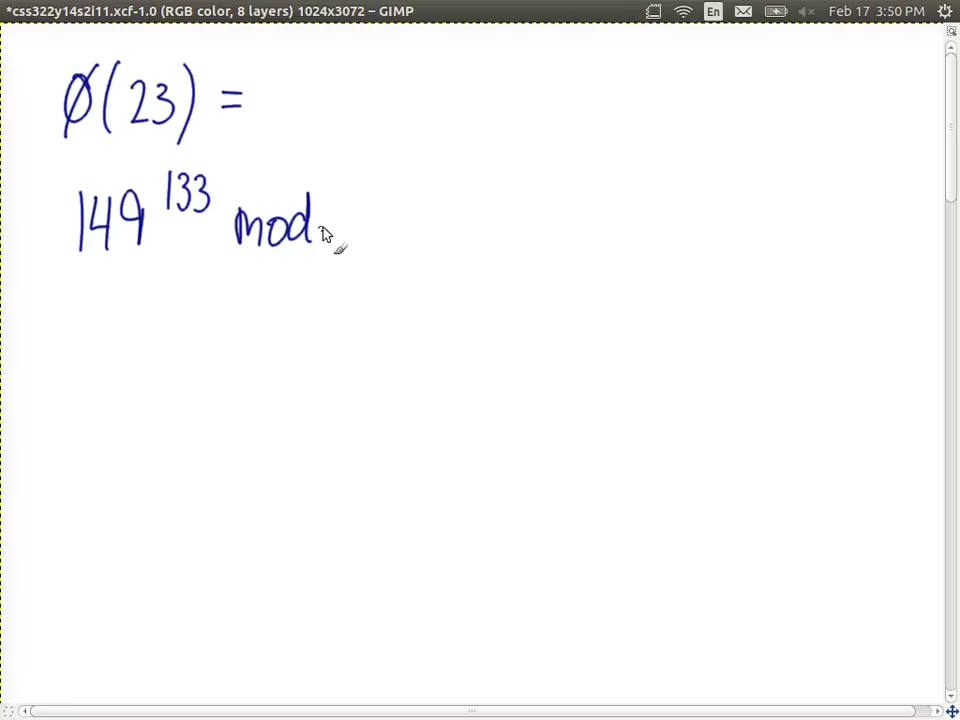 *css322y14s2i11.xcf-1.0 (RGB color, 8 layers) 1024x3072 – GIMP En Feb 17 3:50 PM
Ø(23) =
149^133 mod